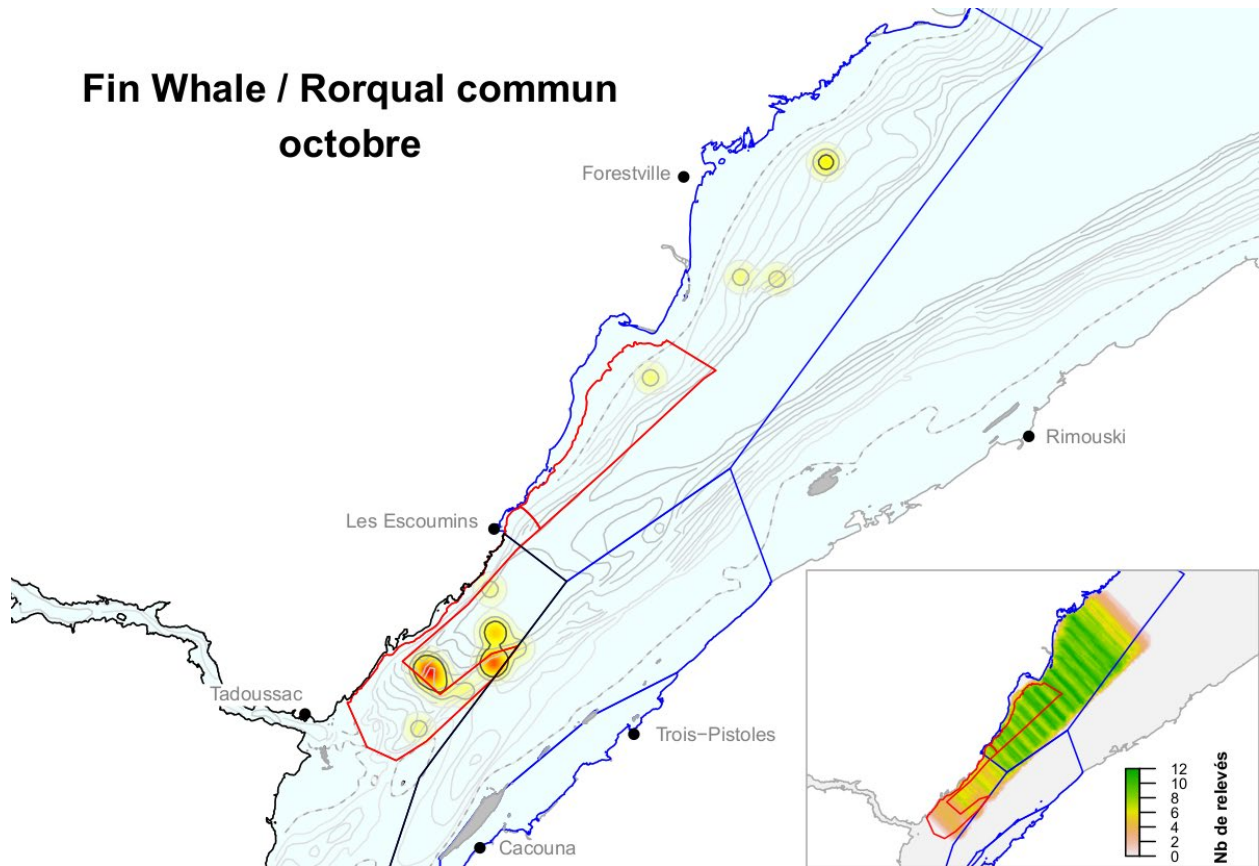 Fin Whale / Rorqual commun
octobre
Forestville
Rimouski
Les Escoumins
Tadoussac
Trois−Pistoles
Cacouna
12
10
8
6
4
2
0
Nb de relevés